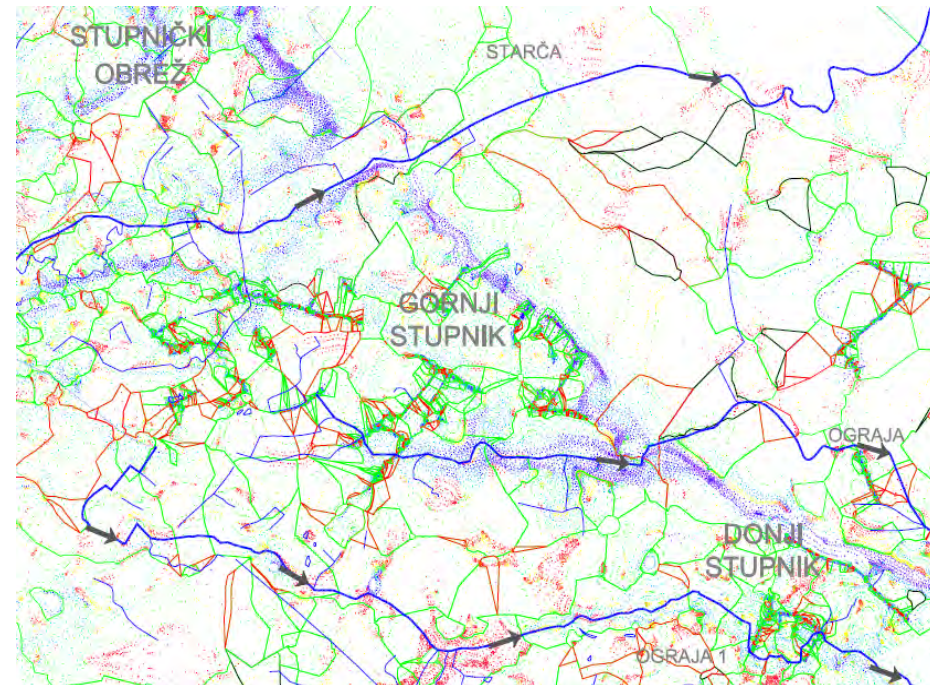 STUPNIČKI
OBREŽ
STARČA
GORNJI
STUPNIK
OGRAJA
DONJI
STUPNIK
OGRAJA 1